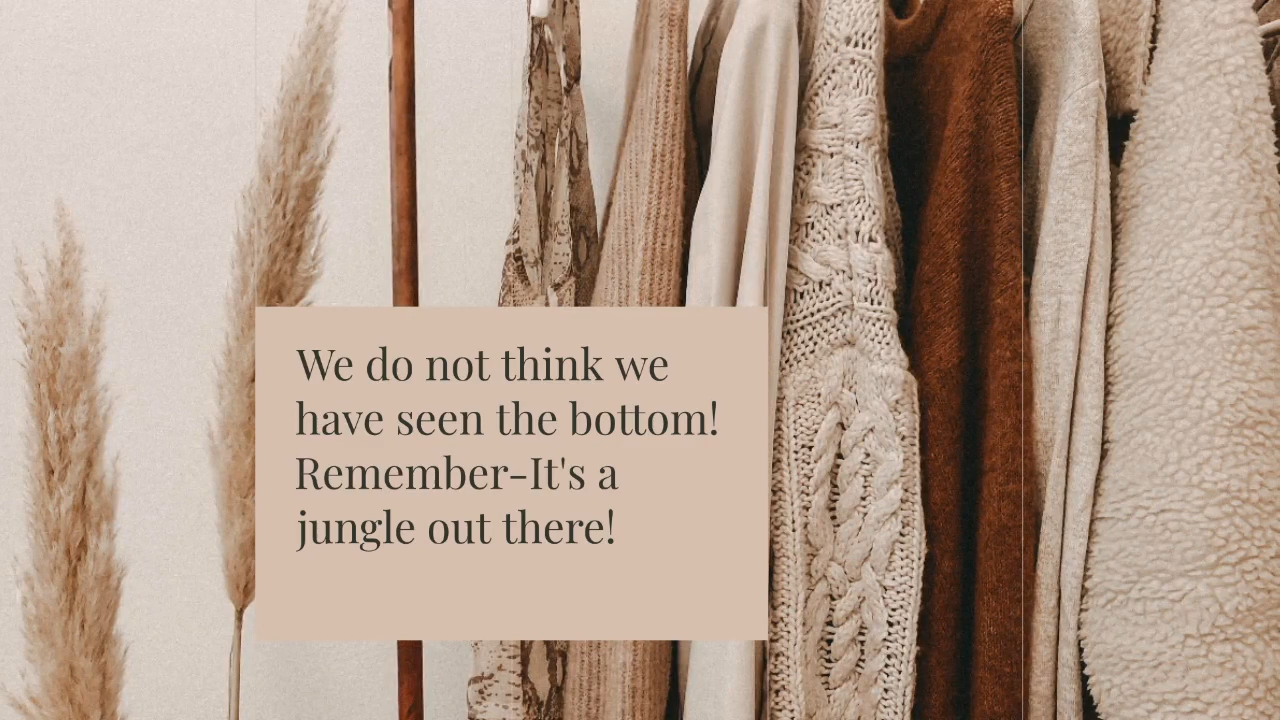 We do not think we
have seen the bottom!
Remember-It's a
jungle out there!